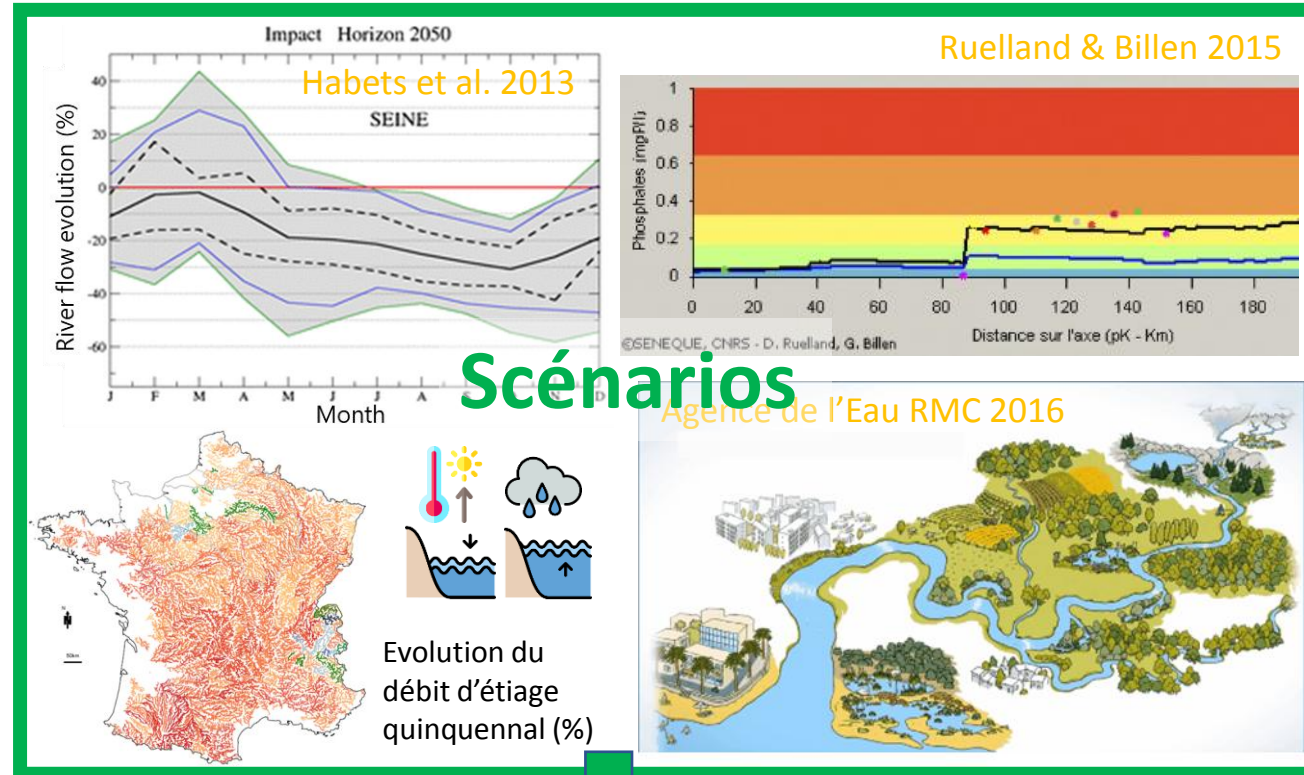 Impact Horizon 2050
Habets et al. 2013
SEINE
River flow evolution (%)
40
20
0
-20
-40
-60
J F M A M J J A S N D
Month
Ruelland & Billen 2015
Phosphates (mgP/l)
1
0.8
0.6
0.4
0.2
0
0 20 40 60 80 100 120 140 160 180
Distance sur l'axe (pK - Km)
©SENEQUE, CNRS - D. Ruelland, G. Billen
Scénarios
Agence de l'Eau RMC 2016
N
Evolution du
débit d'étiage
quinquennal (%)